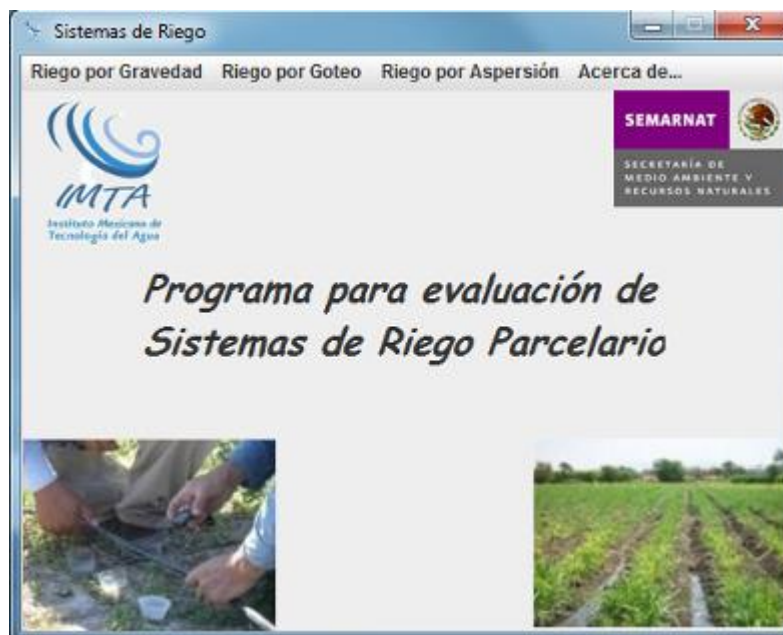 Sistemas de Riego
Riego por Gravedad Riego por Goteo Riego por Aspersión Acerca de...
IMTA
Instituto Mexicano de
Tecnología del Agua
SEMARNAT
SECRETARÍA DE
MEDIO AMBIENTE Y
RECURSOS NATURALES
Programa para evaluación de
Sistemas de Riego Parcelario